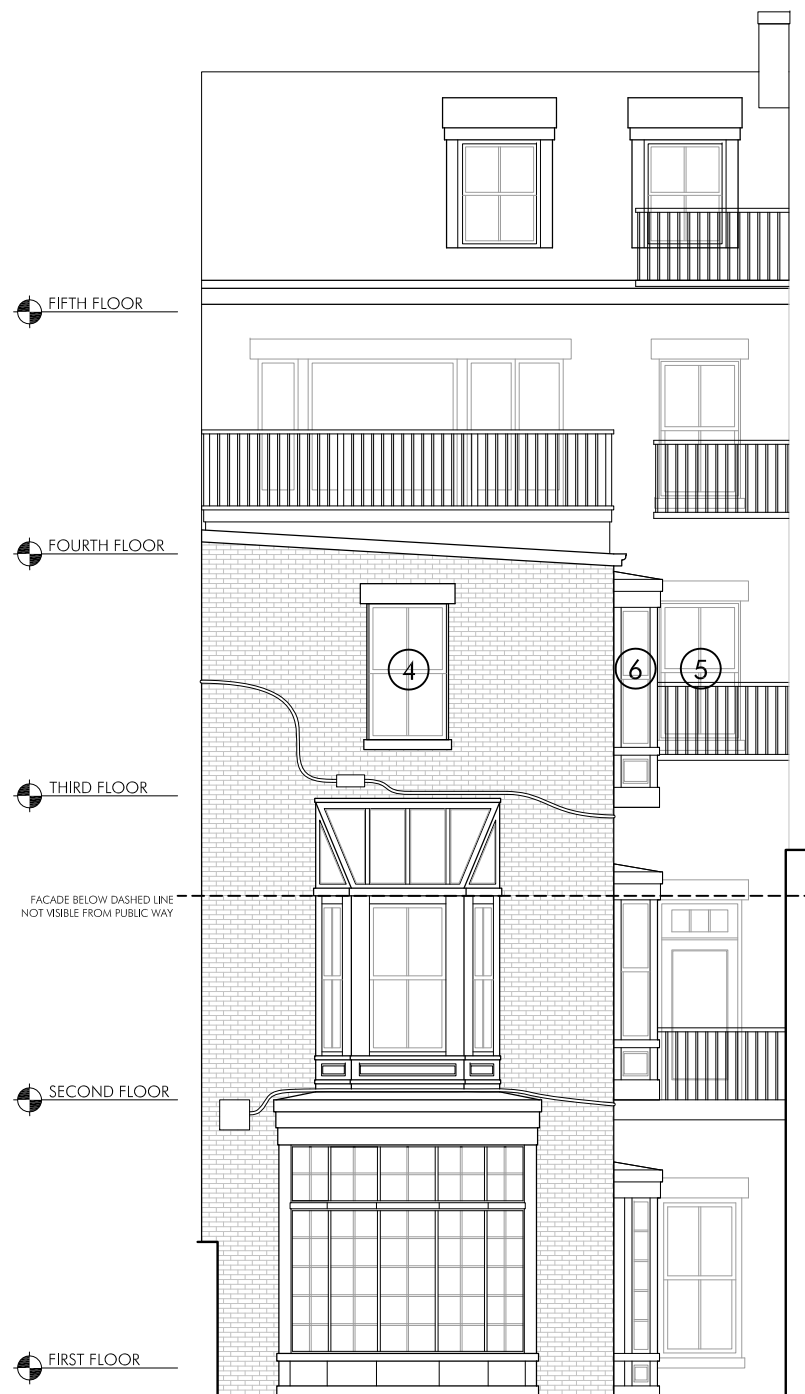 FIFTH FLOOR
FOURTH FLOOR
4
6
5
THIRD FLOOR
FACADE BELOW DASHED LINE
NOT VISIBLE FROM PUBLIC WAY
SECOND FLOOR
FIRST FLOOR